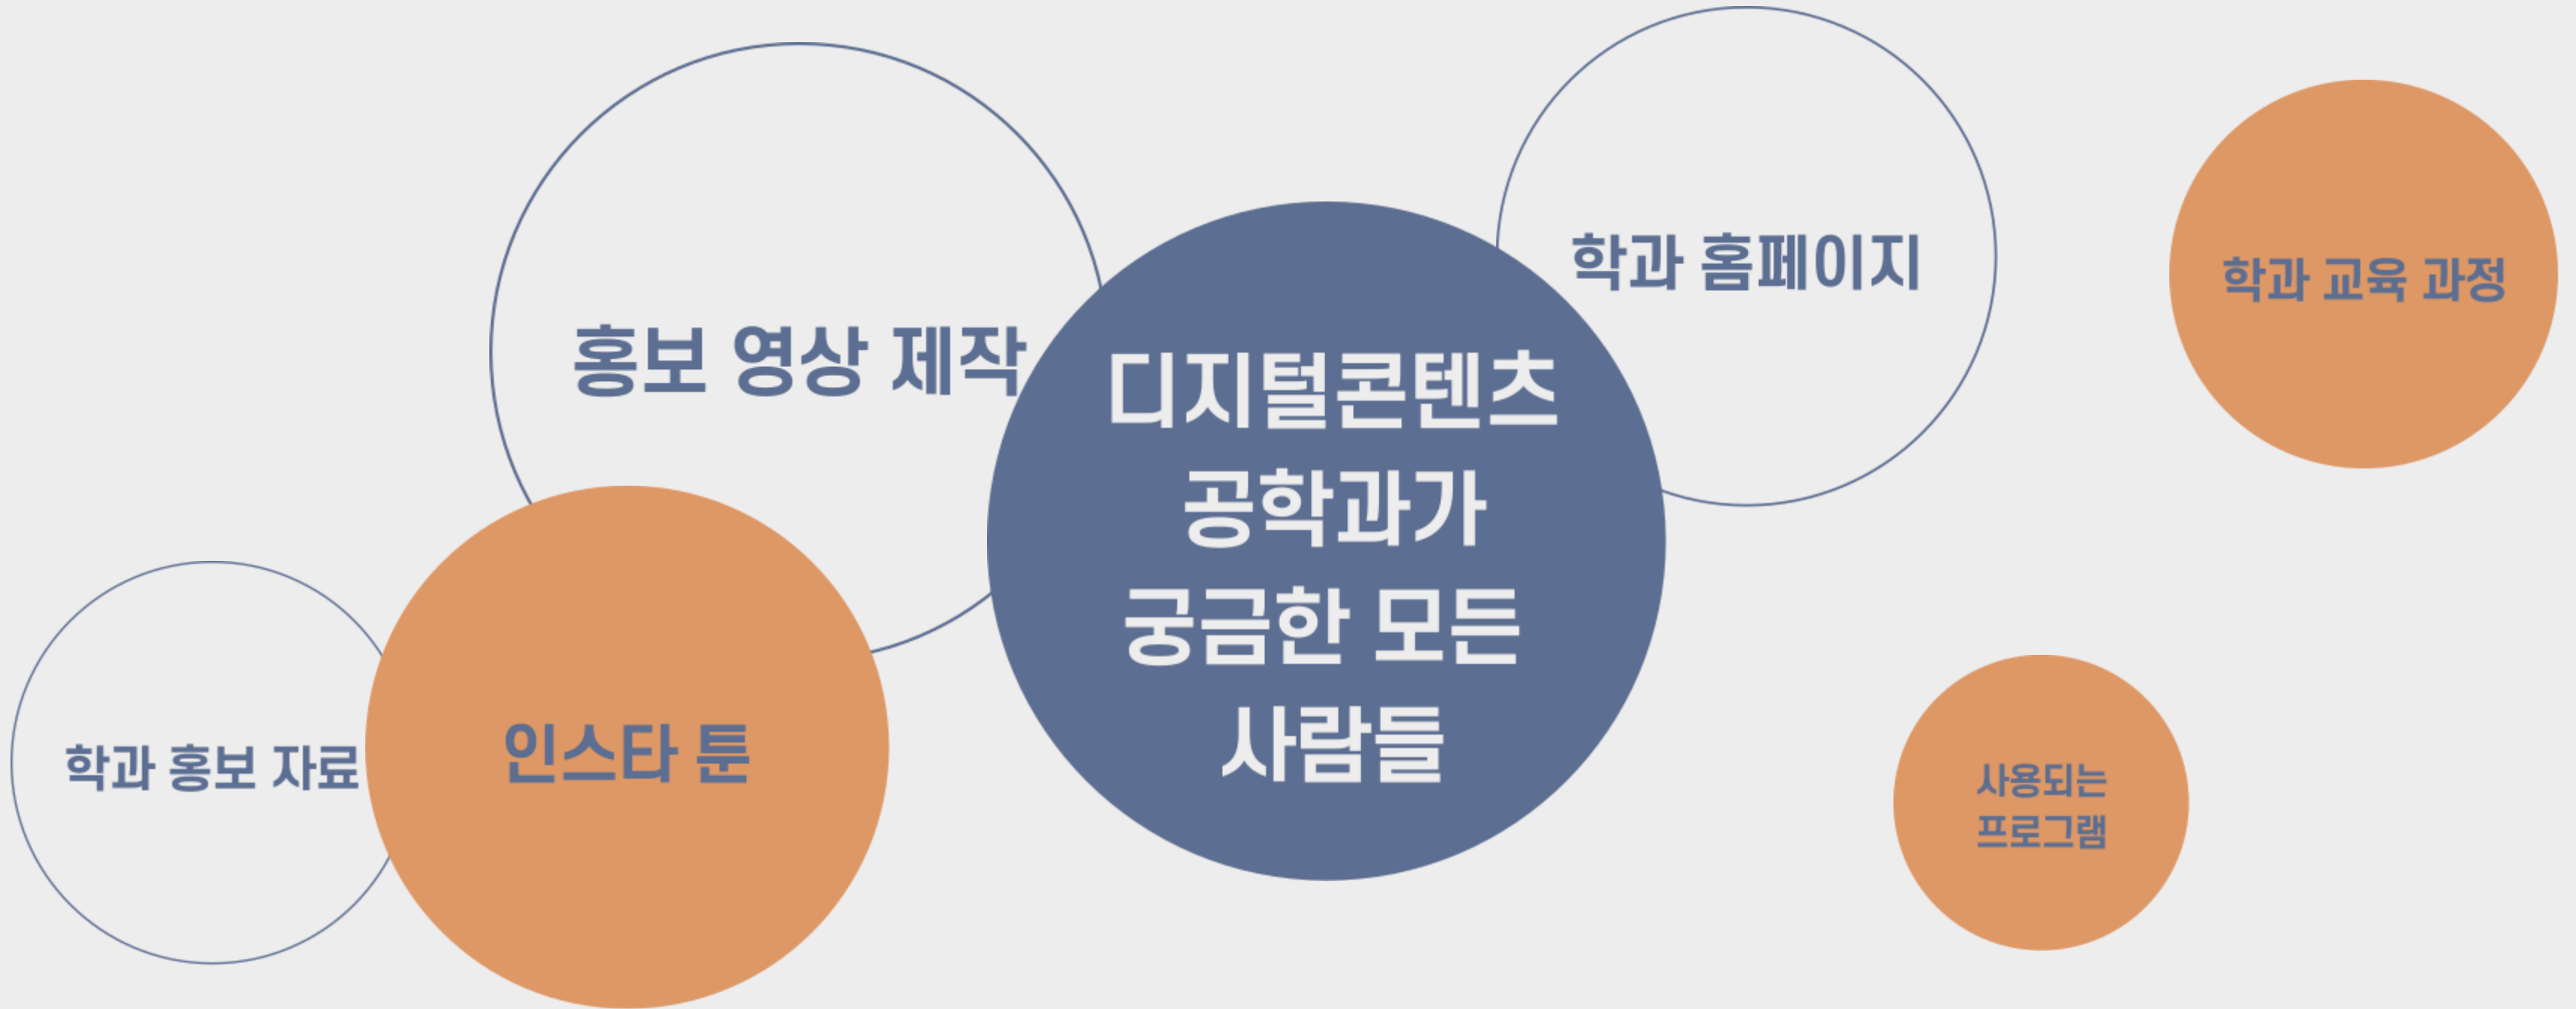 홍보 영상 제작
학과 홍보 자료
인스타 툰
디지털콘텐츠
공학과가
궁금한 모든
사람들
학과 홈페이지
학과 교육 과정
사용되는
프로그램